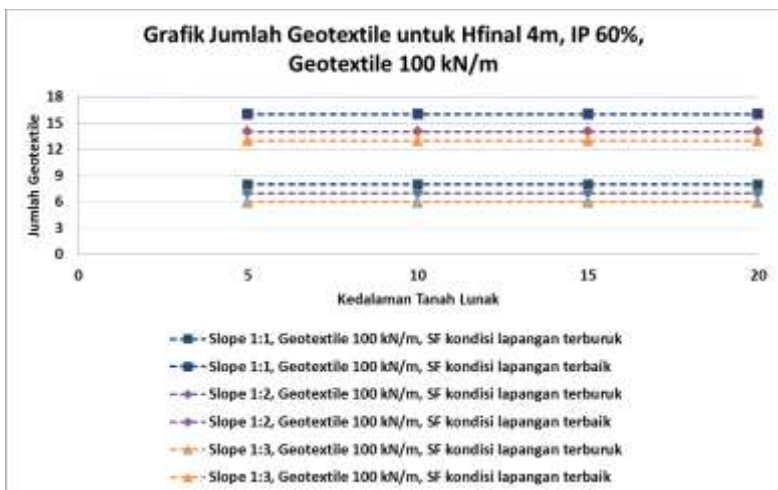 Grafik Jumlah Geotextile untuk Hfinal 4m, IP 60%,
Geotextile 100 kN/m
18
15
12
9
6
3
0
Jumlah Geotextile
0 5 10 15 20
Kedalaman Tanah Lunak
Slope 1:1, Geotextile 100 kN/m, SF kondisi lapangan terburuk
Slope 1:1, Geotextile 100 kN/m, SF kondisi lapangan terbaik
Slope 1:2, Geotextile 100 kN/m, SF kondisi lapangan terburuk
Slope 1:2, Geotextile 100 kN/m, SF kondisi lapangan terbaik
Slope 1:3, Geotextile 100 kN/m, SF kondisi lapangan terburuk
Slope 1:3, Geotextile 100 kN/m, SF kondisi lapangan terbaik